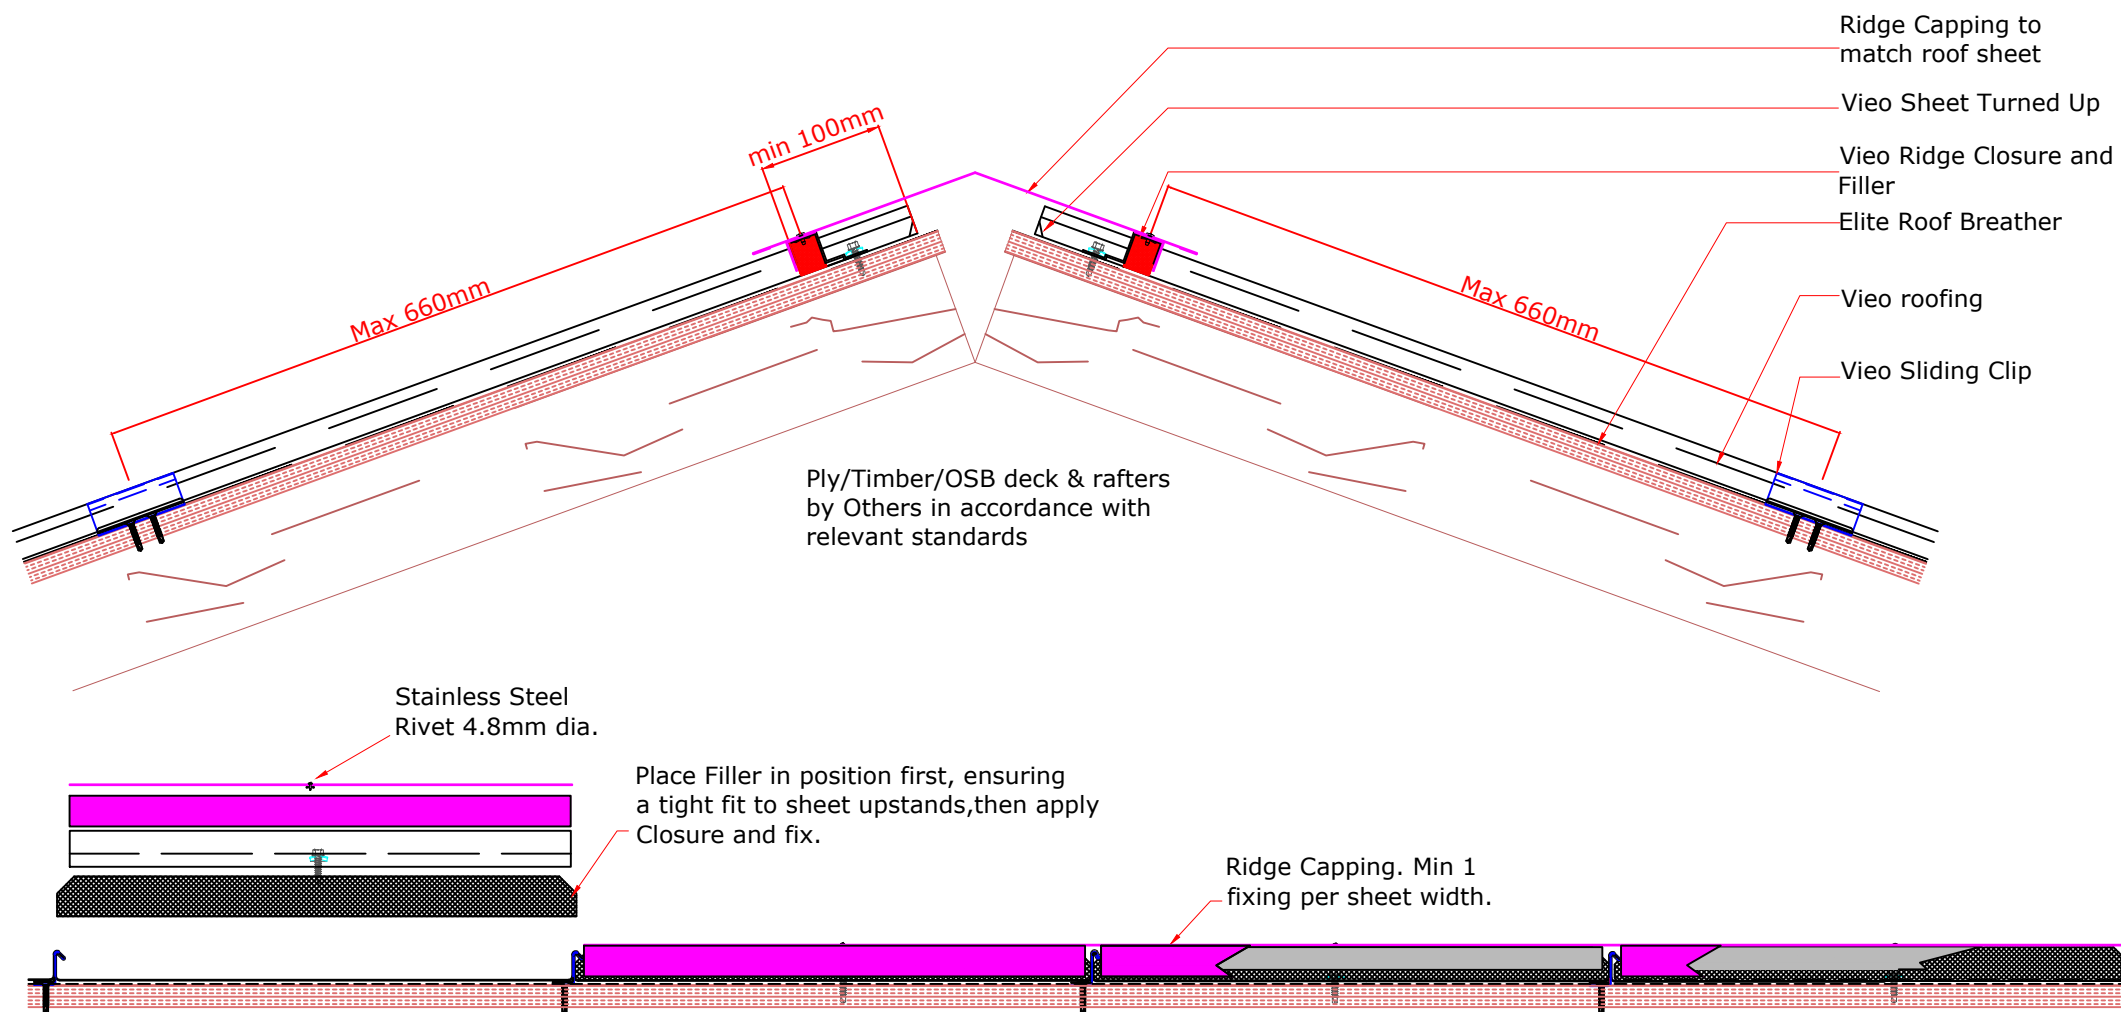 Ridge Capping to
match roof sheet
Vieo Sheet Turned Up
min 100mm
Vieo Ridge Closure and
Filler
Elite Roof Breather
Max 660mm
Max 660mm
Vieo roofing
Vieo Sliding Clip
Ply/Timber/OSB deck & rafters
by Others in accordance with
relevant standards
Stainless Steel
Rivet 4.8mm dia.
Place Filler in position first, ensuring
a tight fit to sheet upstands,then apply
Closure and fix.
Ridge Capping. Min 1
fixing per sheet width.